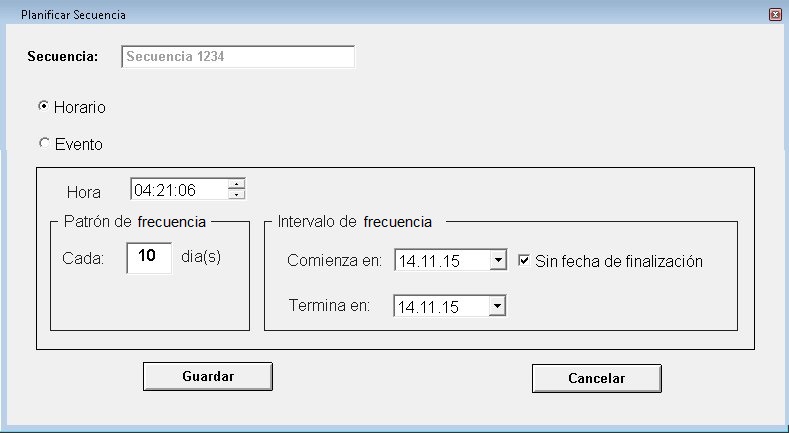 Planificar Secuencia
Secuencia: Secuencia 1234
Horario
Evento
Hora 04:21:06
Patrón de frecuencia Intervalo de frecuencia
Cada: 10 dia(s) Comienza en: 14.11.15 Sin fecha de finalización
Termina en: 14.11.15
Guardar Cancelar